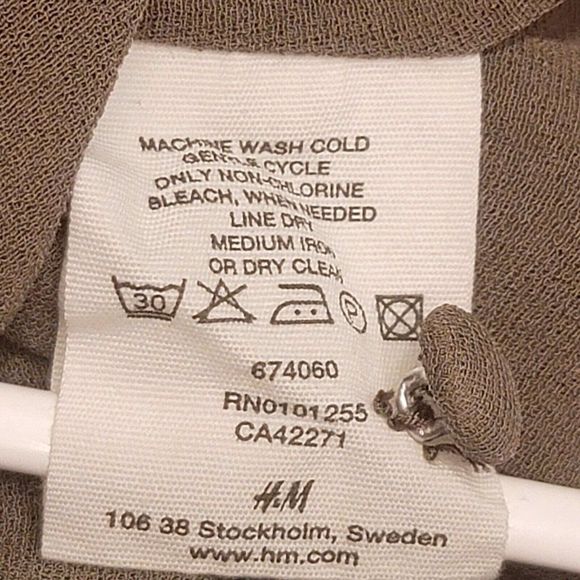 MACHINE WASH COLD
GENTLE CYCLE
ONLY NON-CHLORINE
BLEACH, WHEN NEEDED
LINE DRY
MEDIUM IRON
OR DRY CLEAN
30 P
674060
RN0101255
CA42271
H&M
106 38 Stockholm, Sweden
www.hm.com